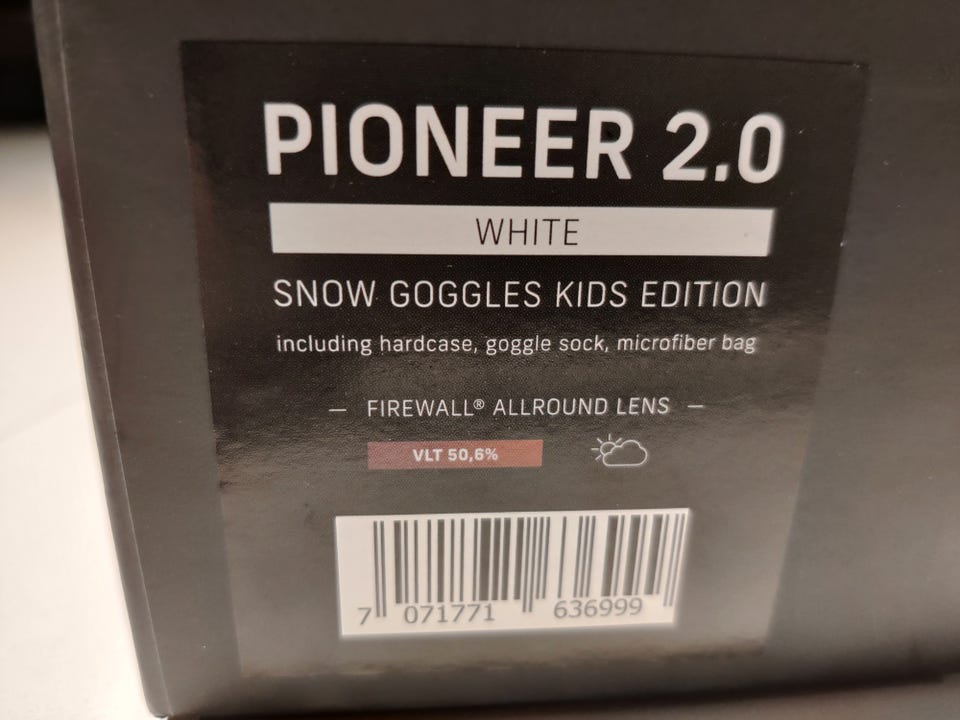 PIONEER 2.0
WHITE
SNOW GOGGLES KIDS EDITION
including hardcase, goggle sock, microfiber bag
— FIREWALL® ALLROUND LENS —
VLT 50,6%
7 071771 636999